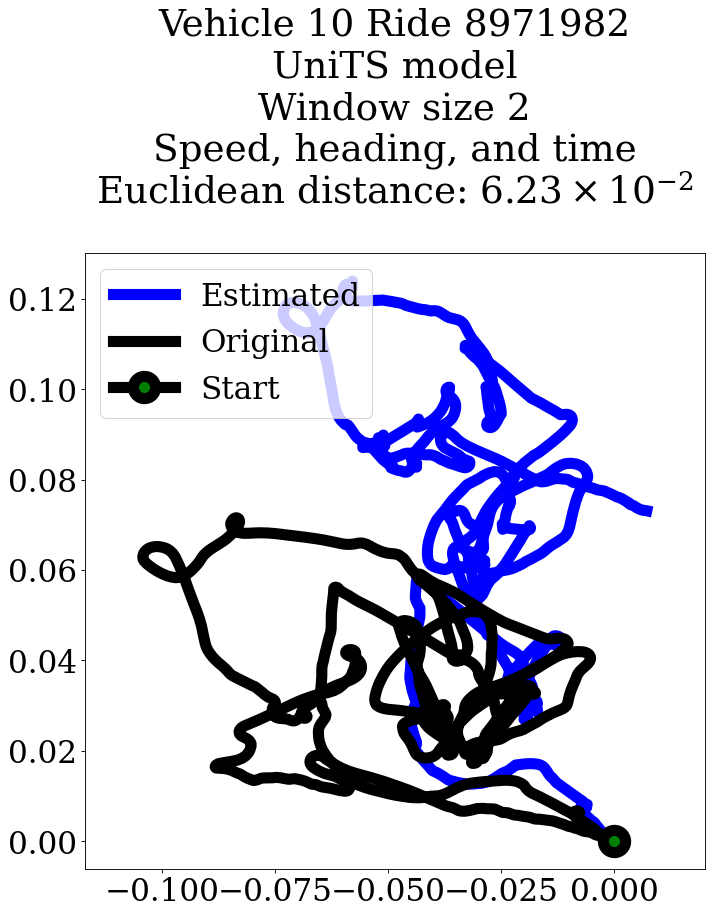 Vehicle 10 Ride 8971982
UniTS model
Window size 2
Speed, heading, and time
Euclidean distance: 6.23 × 10⁻²
Estimated
Original
Start
0.12
0.10
0.08
0.06
0.04
0.02
0.00
−0.100 −0.075 −0.050 −0.025 0.000